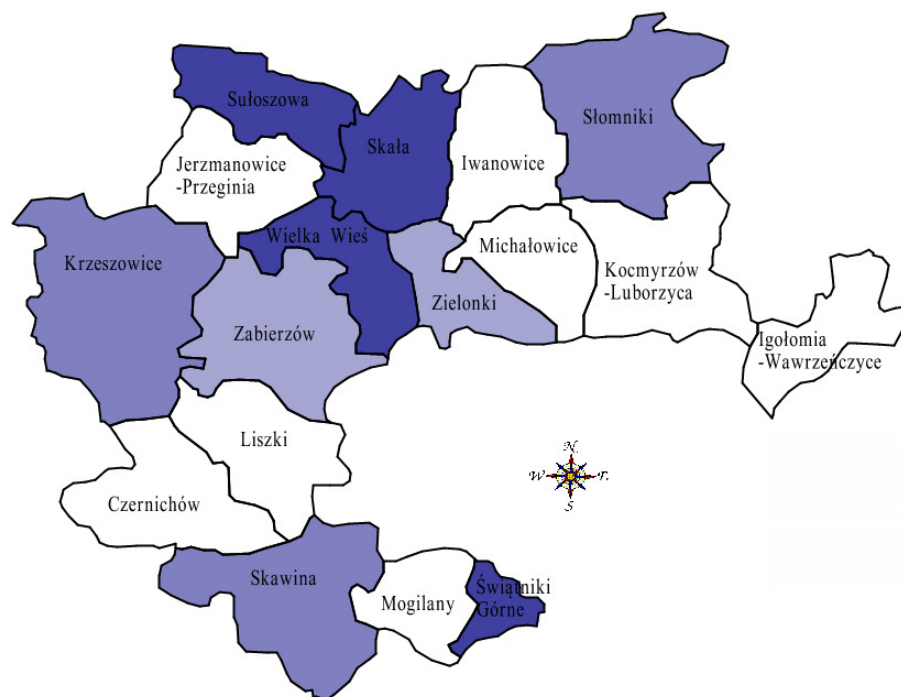 Sułoszowa
Słomniki
Skała
Jerzmanowice
-Przeginia
Iwanowice
Wielka Wieś
Michałowice
Krzeszowice
Kocmyrzów
-Luborzyca
Zielonki
Zabierzów
Igołomia
-Wawrzeńczyce
Liszki
N.
W
E.
S
Czernichów
Skawina
Świątniki
Górne
Mogilany